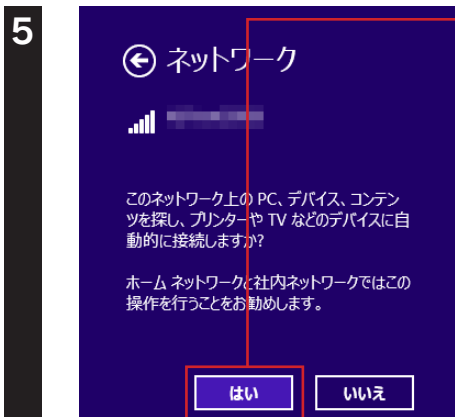 5
ネットワーク
このネットワーク上の PC、デバイス、コンテン
ツを探し、プリンターや TV などのデバイスに自
動的に接続しますか?
ホーム ネットワークと社内ネットワークではこの
操作を行うことをお勧めします。
はい
いいえ